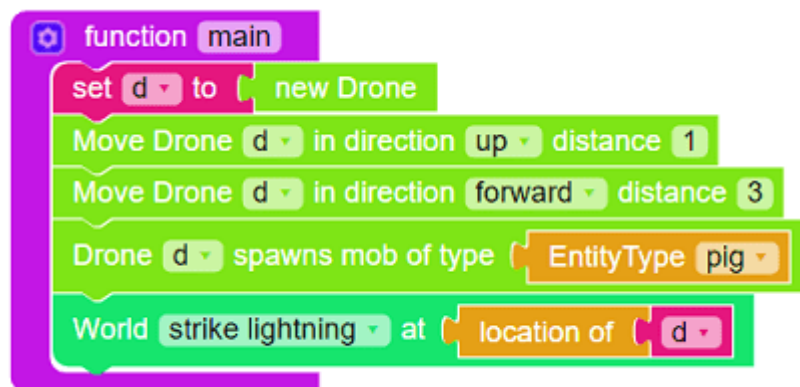 function main
set d to new Drone
Move Drone d in direction up distance 1
Move Drone d in direction forward distance 3
Drone d spawns mob of type EntityType pig
World strike lightning at location of d